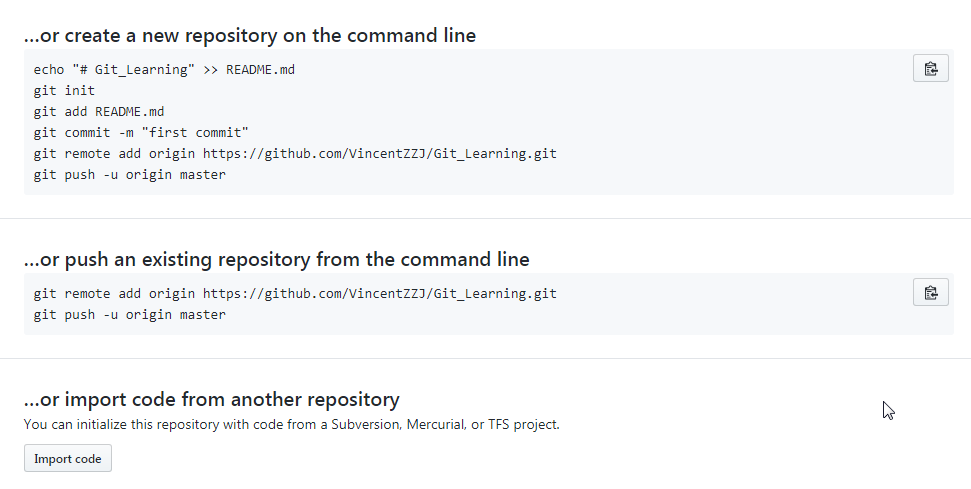 ...or create a new repository on the command line
echo "# Git_Learning" >> README.md
git init
git add README.md
git commit -m "first commit"
git remote add origin https://github.com/VincentZZJ/Git_Learning.git
git push -u origin master
...or push an existing repository from the command line
git remote add origin https://github.com/VincentZZJ/Git_Learning.git
git push -u origin master
...or import code from another repository
You can initialize this repository with code from a Subversion, Mercurial, or TFS project.
Import code